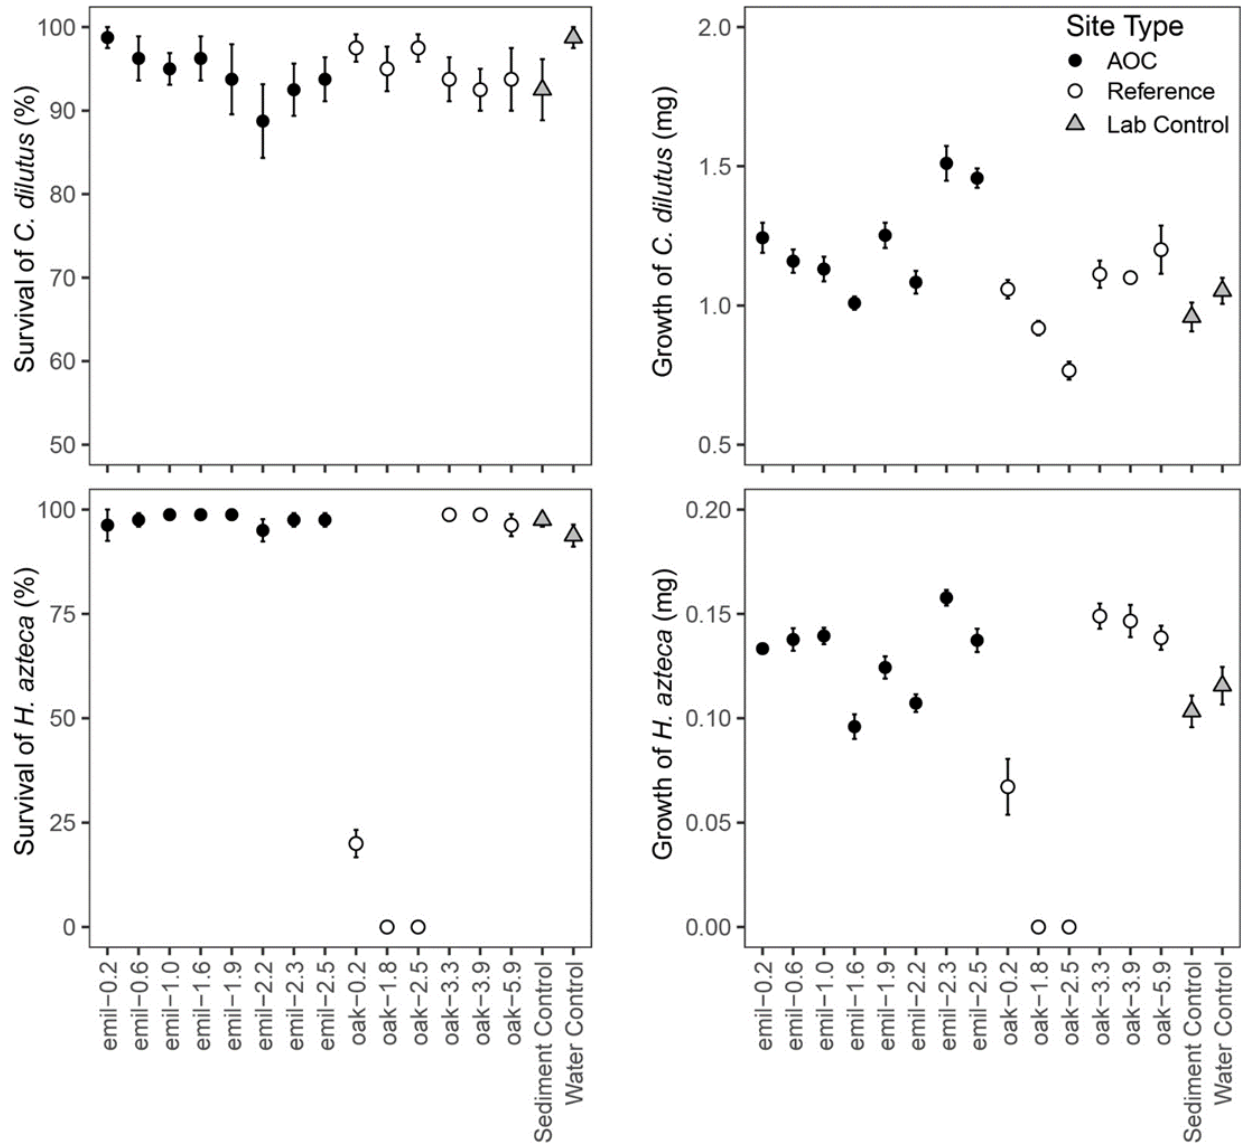 Survival of C. dilutus (%)
100
90
80
70
60
50
Growth of C. dilutus (mg)
2.0
1.5
1.0
0.5
Site Type
AOC
Reference
Lab Control
Survival of H. azteca (%)
100
75
50
25
0
emil−0.2
emil−0.6
emil−1.0
emil−1.6
emil−1.9
emil−2.2
emil−2.3
emil−2.5
oak−0.2
oak−1.8
oak−2.5
oak−3.3
oak−3.9
oak−5.9
Sediment Control
Water Control
Growth of H. azteca (mg)
0.20
0.15
0.10
0.05
0.00
emil−0.2
emil−0.6
emil−1.0
emil−1.6
emil−1.9
emil−2.2
emil−2.3
emil−2.5
oak−0.2
oak−1.8
oak−2.5
oak−3.3
oak−3.9
oak−5.9
Sediment Control
Water Control